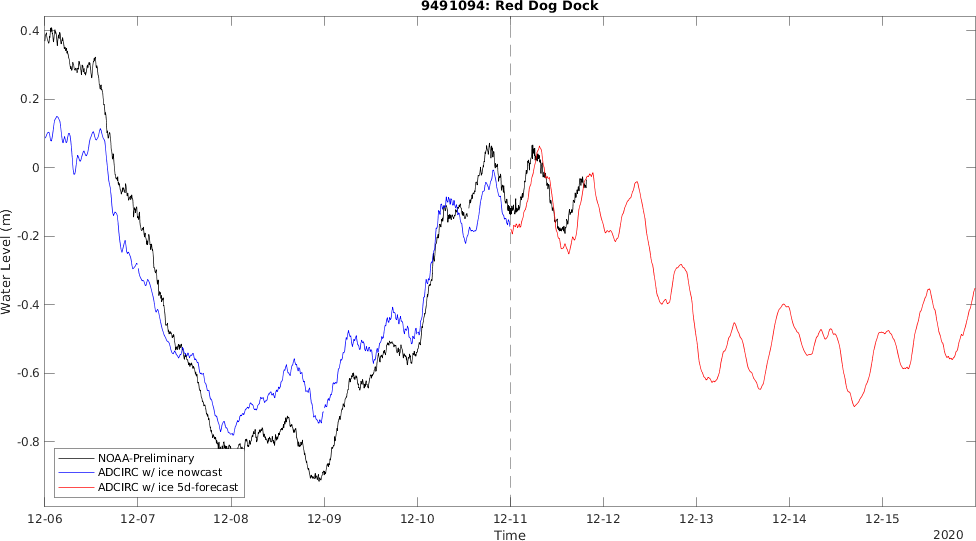 9491094: Red Dog Dock
0.4
0.2
0
-0.2
-0.4
-0.6
-0.8
Water Level (m)
NOAA-Preliminary
ADCIRC w/ ice nowcast
ADCIRC w/ ice 5d-forecast
12-06 12-07 12-08 12-09 12-10 12-11 12-12 12-13 12-14 12-15
Time
2020